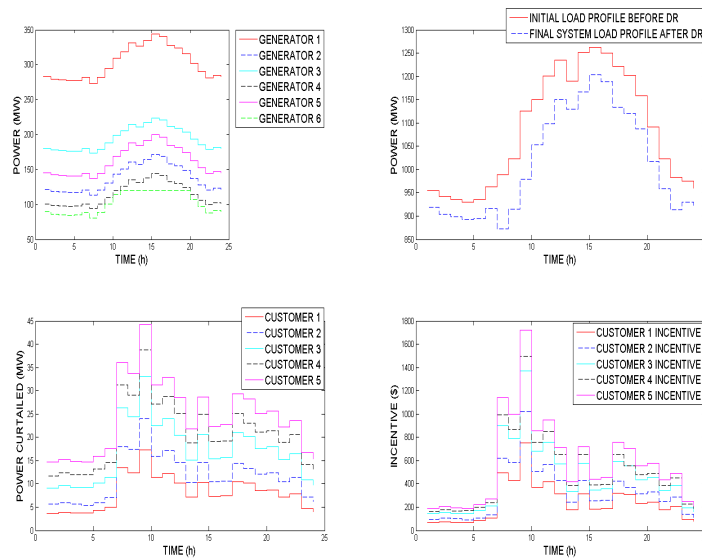 GENERATOR 1
GENERATOR 2
GENERATOR 3
GENERATOR 4
GENERATOR 5
GENERATOR 6
POWER (MW)
350
300
250
200
150
100
50
0 5 10 15 20 25
TIME (h)
INITIAL LOAD PROFILE BEFORE DR
FINAL SYSTEM LOAD PROFILE AFTER DR
POWER (MW)
1300
1250
1200
1150
1100
1050
1000
950
900
850
0 5 10 15 20
TIME (h)
CUSTOMER 1
CUSTOMER 2
CUSTOMER 3
CUSTOMER 4
CUSTOMER 5
POWER CURTAILED (MW)
45
40
35
30
25
20
15
10
5
0
0 5 10 15 20 25
TIME (h)
CUSTOMER 1 INCENTIVE
CUSTOMER 2 INCENTIVE
CUSTOMER 3 INCENTIVE
CUSTOMER 4 INCENTIVE
CUSTOMER 5 INCENTIVE
INCENTIVE ($)
1800
1600
1400
1200
1000
800
600
400
200
0
0 5 10 15 20
TIME (h)